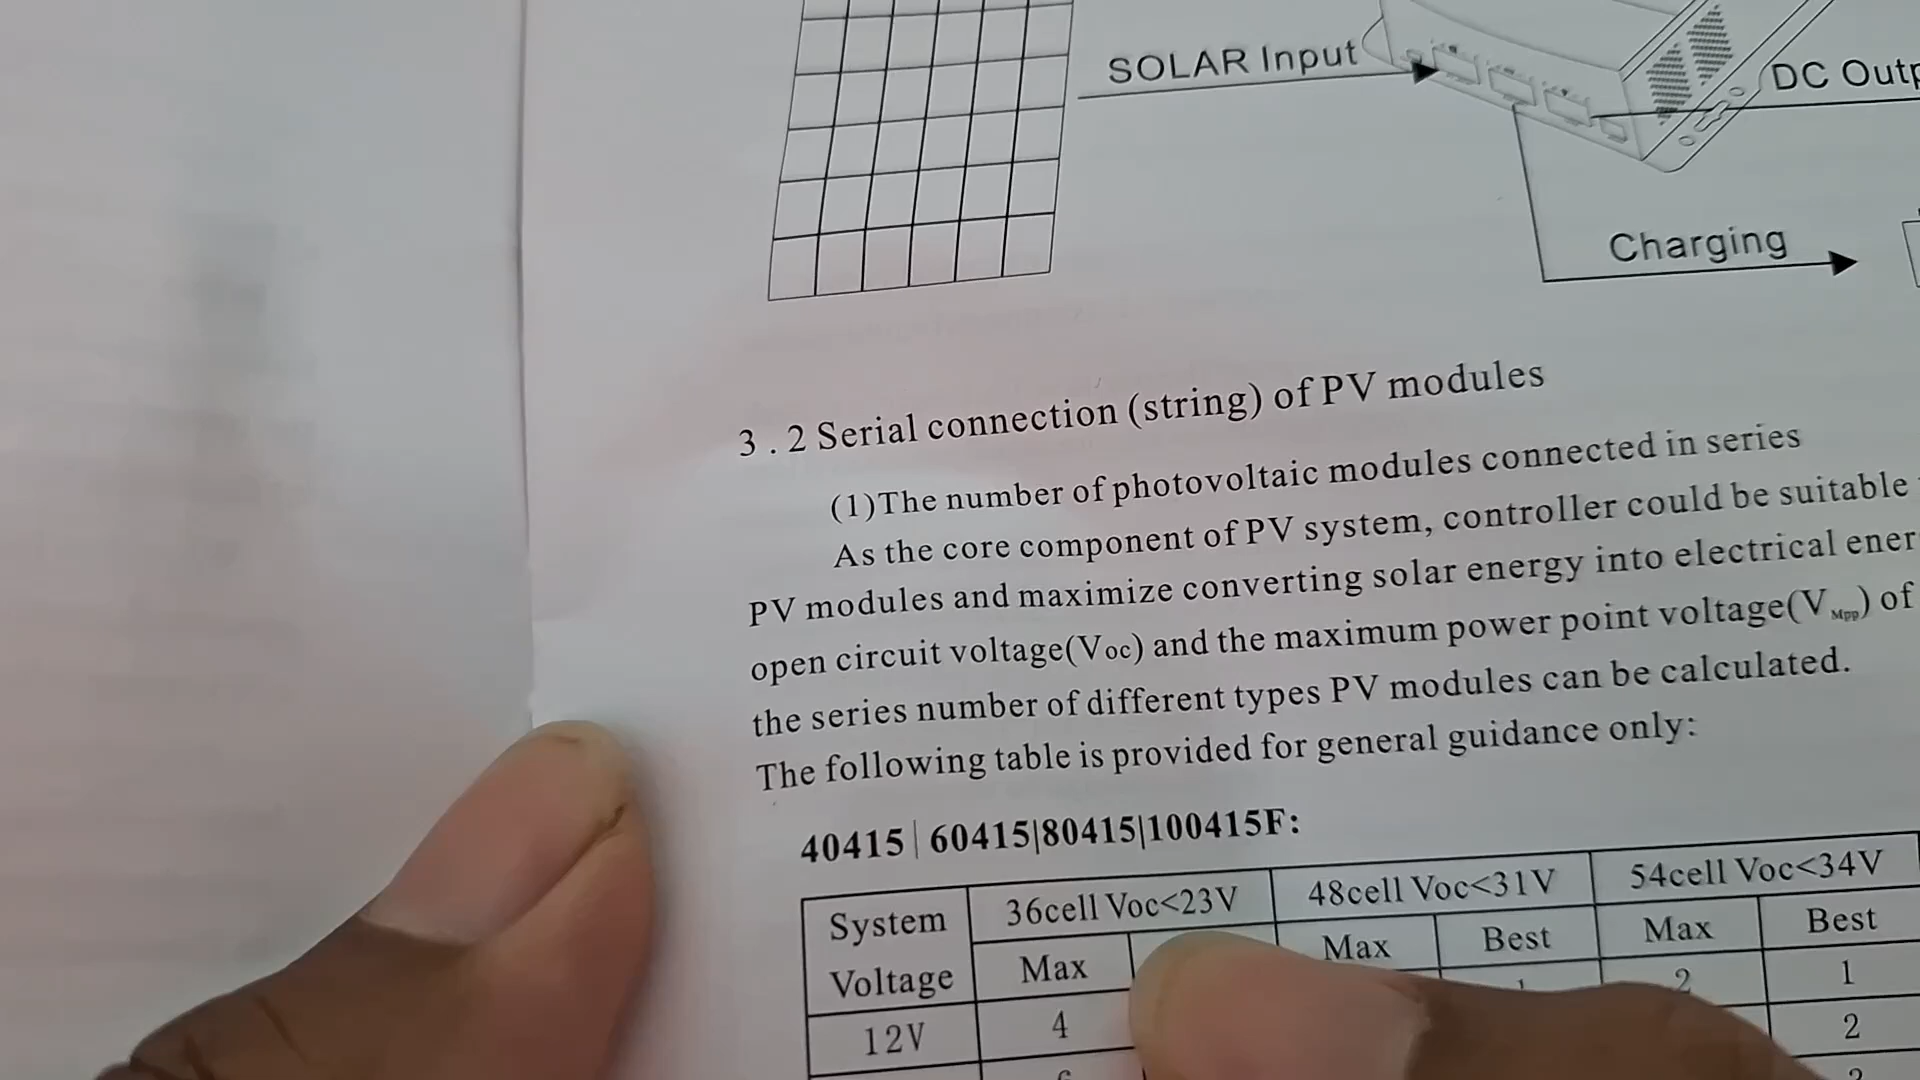 SOLAR Input
DC Outp
Charging
3.2 Serial connection (string) of PV modules
(1)The number of photovoltaic modules connected in series
As the core component of PV system, controller could be suitable
PV modules and maximize converting solar energy into electrical ener
open circuit voltage(Voc) and the maximum power point voltage(VMpp) of
the series number of different types PV modules can be calculated.
The following table is provided for general guidance only:
40415|60415|80415|100415F:
System Voltage 36cell Voc<23V 48cell Voc<31V 54cell Voc<34V
Max Max Best Max Best
12V 4 2 1
2